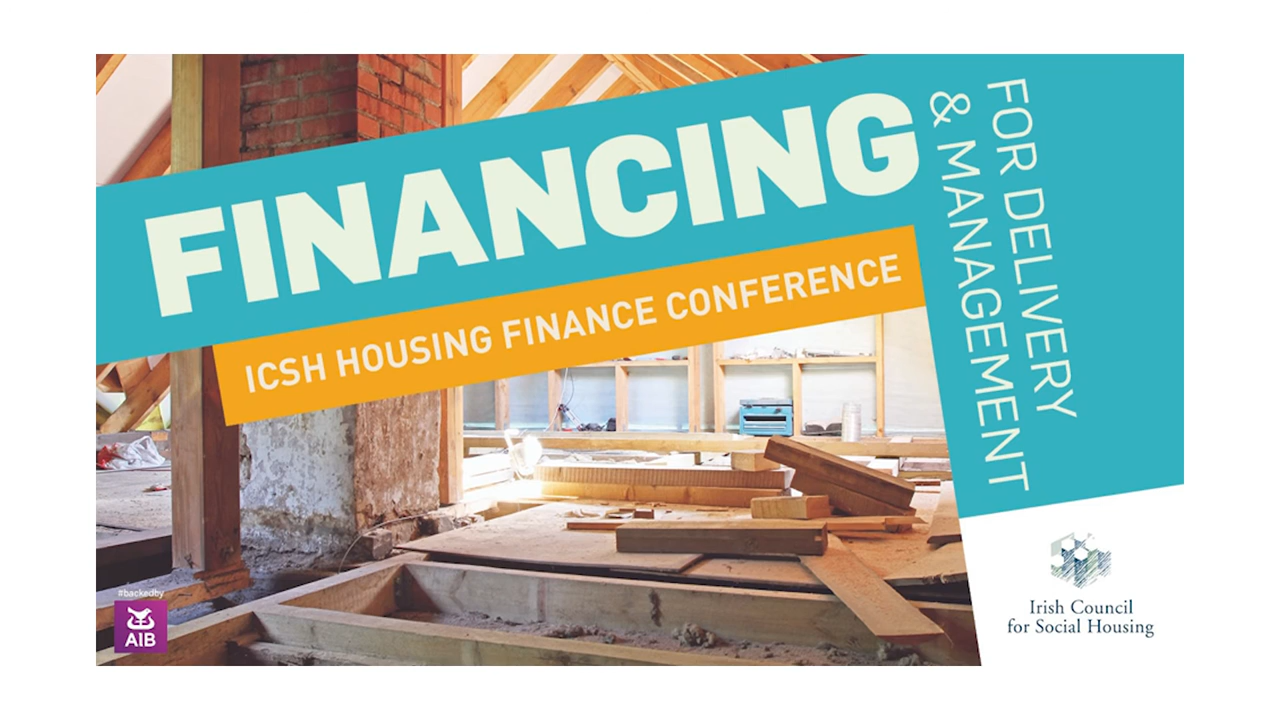 FINANCING
FOR DELIVERY
& MANAGEMENT
ICSH HOUSING FINANCE CONFERENCE
#backedby
AIB
Irish Council
for Social Housing